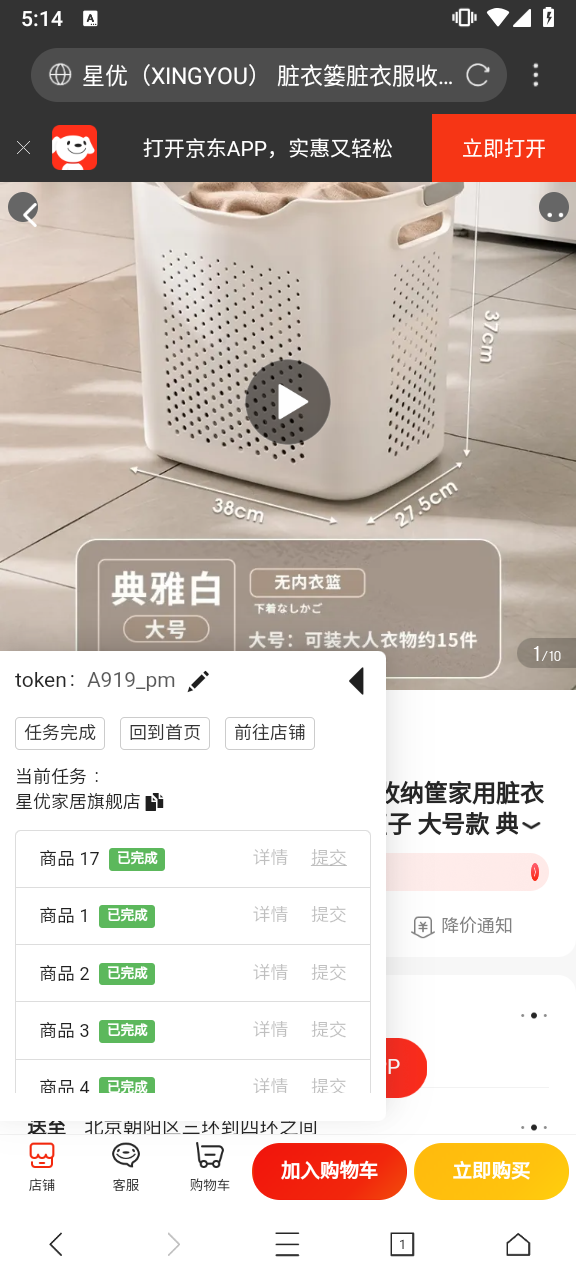 5:14 A
星优（XINGYOU） 脏衣篓脏衣服收...
打开京东APP，实惠又轻松
立即打开
37cm
38cm
27.5cm
典雅白
大号
无内衣篮
下着なしかご
大号：可装大人衣物约15件
1/10
token： A919_pm
任务完成 回到首页 前往店铺
当前任务：
星优家居旗舰店
商品 17 已完成 详情 提交
商品 1 已完成 详情 提交
商品 2 已完成 详情 提交
商品 3 已完成 详情 提交
商品 4 已完成 详情 提交
收纳筐家用脏衣
子 大号款 典
降价通知
P
送至 北京朝阳区三环到四环之间
店铺 客服 购物车 加入购物车 立即购买
1